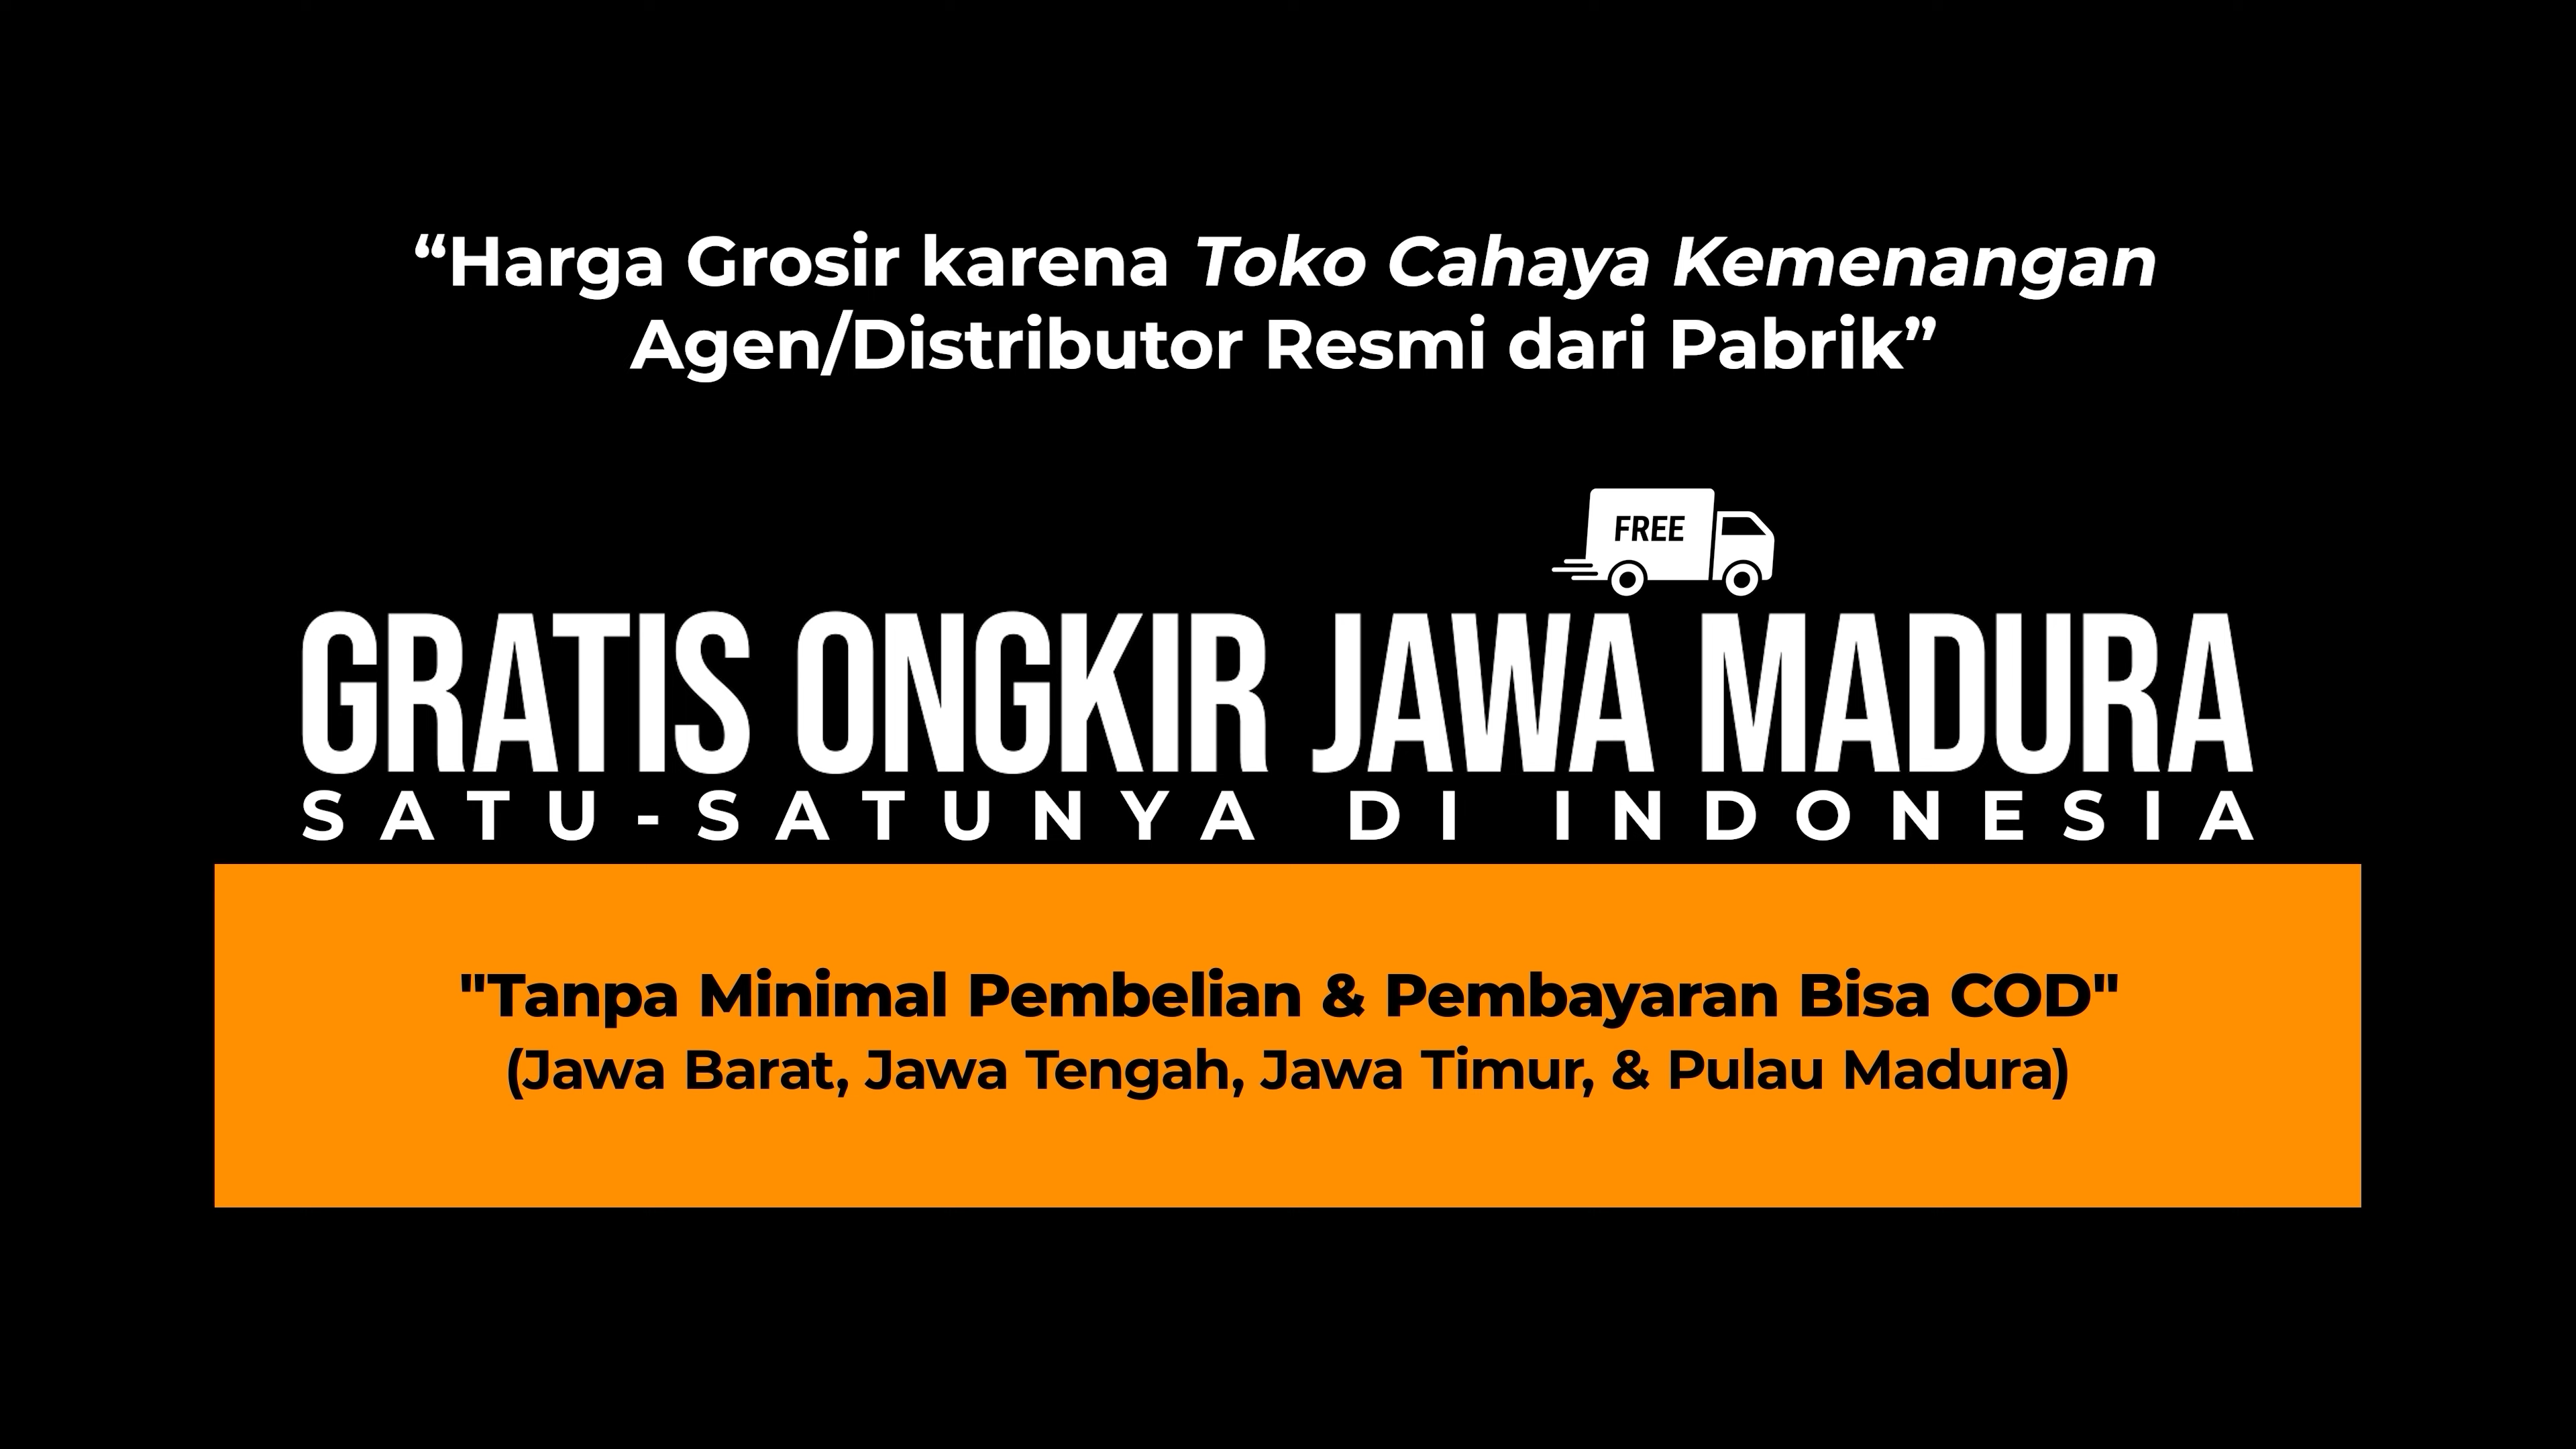 “Harga Grosir karena Toko Cahaya Kemenangan
Agen/Distributor Resmi dari Pabrik”
FREE
GRATIS ONGKIR JAWA MADURA
SATU-SATUNYA DI INDONESIA
"Tanpa Minimal Pembelian & Pembayaran Bisa COD"
(Jawa Barat, Jawa Tengah, Jawa Timur, & Pulau Madura)